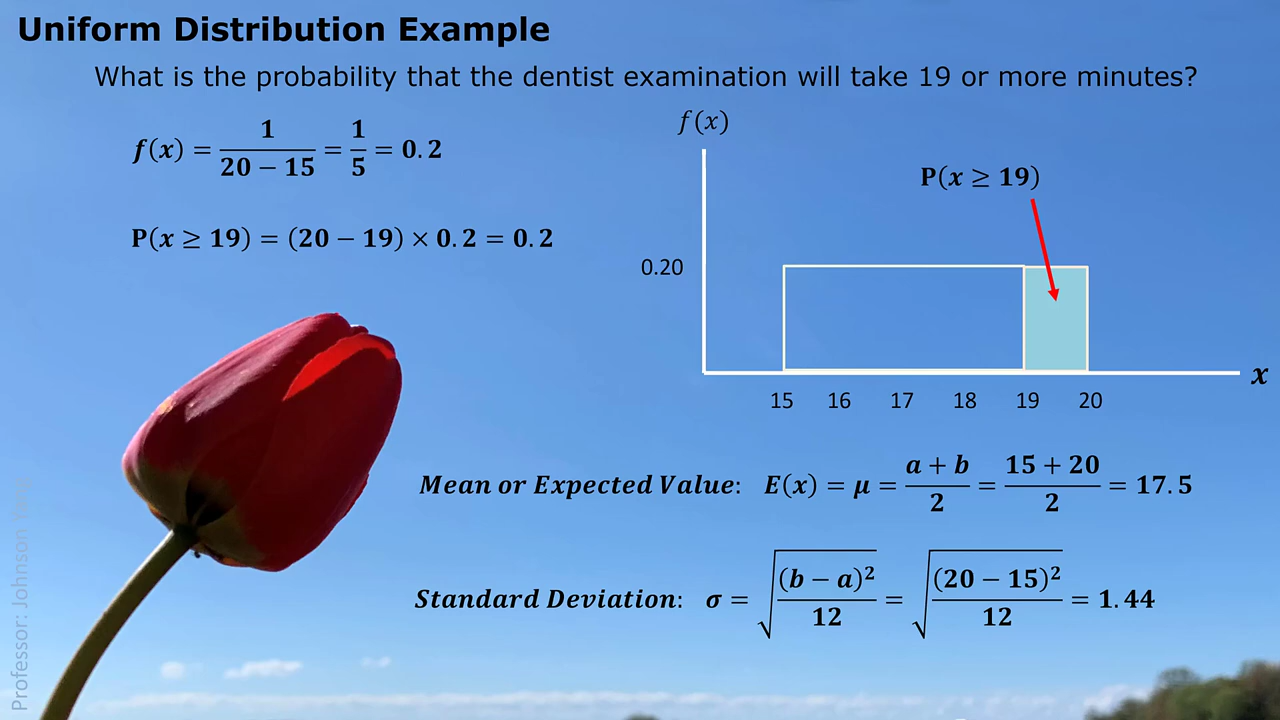 Uniform Distribution Example
What is the probability that the dentist examination will take 19 or more minutes?
f(x) = 1/(20 − 15) = 1/5 = 0.2
P(x ≥ 19) = (20 − 19) × 0.2 = 0.2
f(x)
P(x ≥ 19)
0.20
x
15 16 17 18 19 20
Mean or Expected Value: E(x) = μ = (a + b)/2 = (15 + 20)/2 = 17.5
Standard Deviation: σ = √((b − a)²/12) = √((20 − 15)²/12) = 1.44
Professor: Johnson